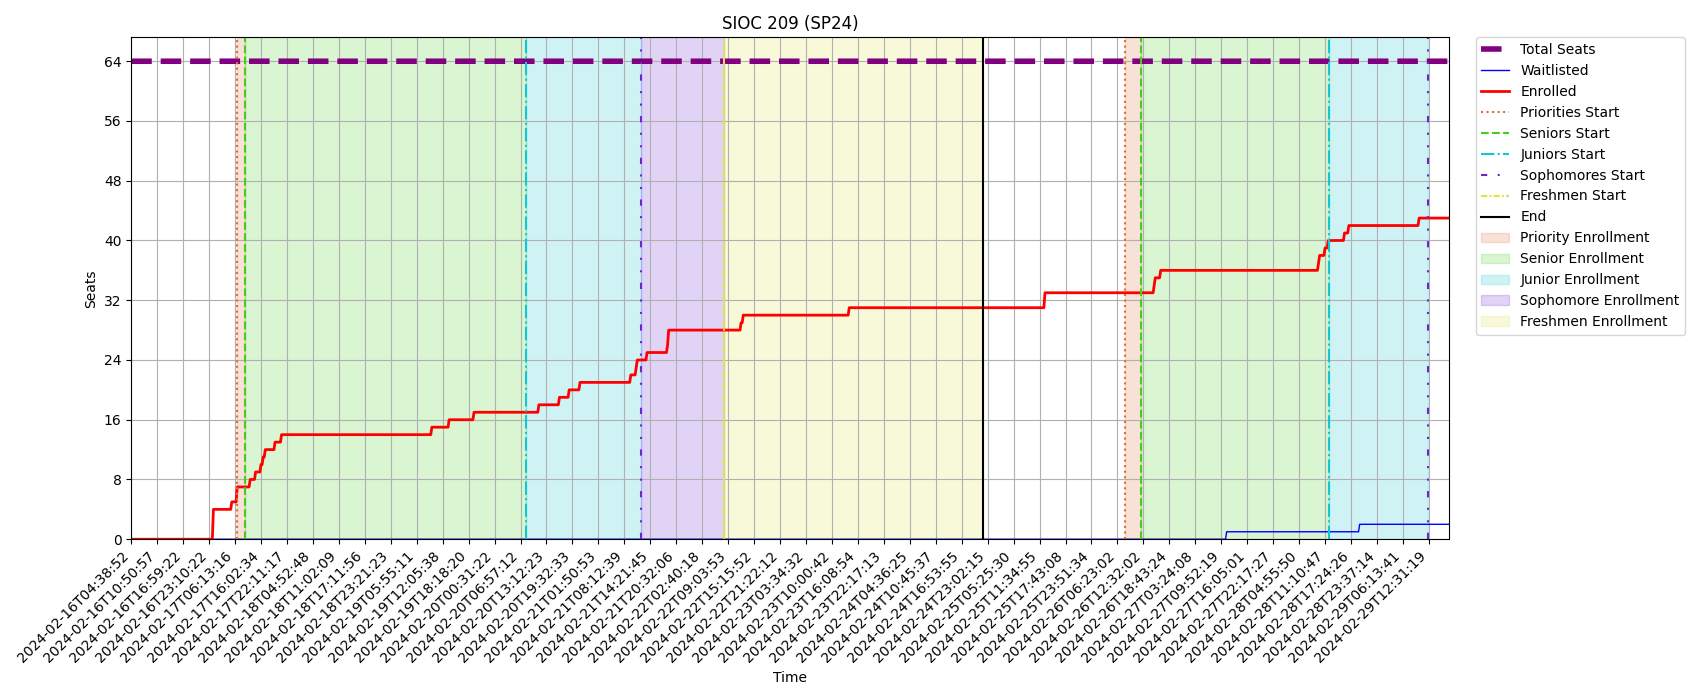 SIOC 209 (SP24)
Total Seats
Waitlisted
Enrolled
Priorities Start
Seniors Start
Juniors Start
Sophomores Start
Freshmen Start
End
Priority Enrollment
Senior Enrollment
Junior Enrollment
Sophomore Enrollment
Freshmen Enrollment
Seats
64
56
48
40
32
24
16
8
0
2024-02-16T04:38:52
2024-02-16T10:50:57
2024-02-16T16:59:22
2024-02-16T23:10:22
2024-02-17T06:13:16
2024-02-17T16:02:34
2024-02-17T22:11:17
2024-02-18T04:52:48
2024-02-18T11:02:09
2024-02-18T17:11:56
2024-02-18T23:21:23
2024-02-19T05:55:11
2024-02-19T12:05:38
2024-02-19T18:18:20
2024-02-20T00:31:22
2024-02-20T06:57:12
2024-02-20T13:12:23
2024-02-20T19:32:33
2024-02-21T01:50:53
2024-02-21T08:12:39
2024-02-21T14:21:45
2024-02-21T20:32:06
2024-02-22T02:40:18
2024-02-22T09:03:53
2024-02-22T15:15:52
2024-02-22T21:22:12
2024-02-23T03:34:32
2024-02-23T10:00:42
2024-02-23T16:08:54
2024-02-23T22:17:13
2024-02-24T04:36:25
2024-02-24T10:45:37
2024-02-24T16:53:55
2024-02-24T23:02:15
2024-02-25T05:25:30
2024-02-25T11:34:55
2024-02-25T17:43:08
2024-02-25T23:51:34
2024-02-26T06:23:02
2024-02-26T12:32:02
2024-02-26T18:43:24
2024-02-27T03:24:08
2024-02-27T09:52:19
2024-02-27T16:05:01
2024-02-27T22:17:27
2024-02-28T04:55:50
2024-02-28T11:10:47
2024-02-28T17:24:26
2024-02-28T23:37:14
2024-02-29T06:13:41
2024-02-29T12:31:19
Time